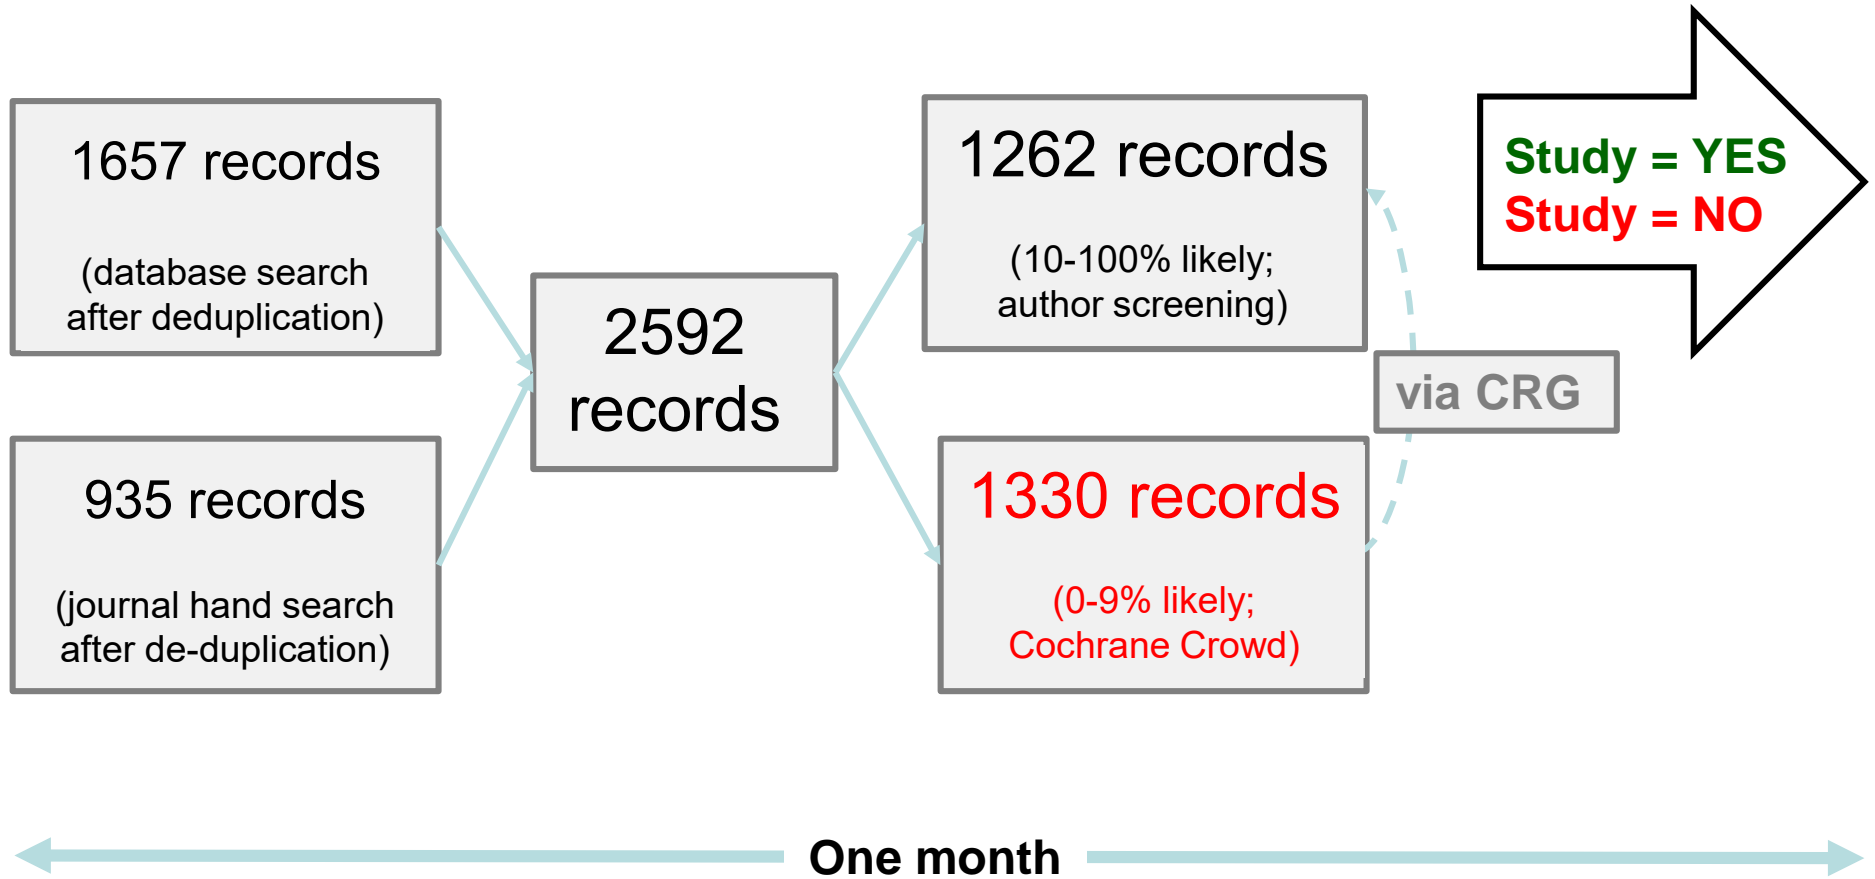 1657 records
(database search
after deduplication)
935 records
(journal hand search
after de-duplication)
2592
records
1262 records
(10-100% likely;
author screening)
1330 records
(0-9% likely;
Cochrane Crowd)
via CRG
Study = YES
Study = NO
One month